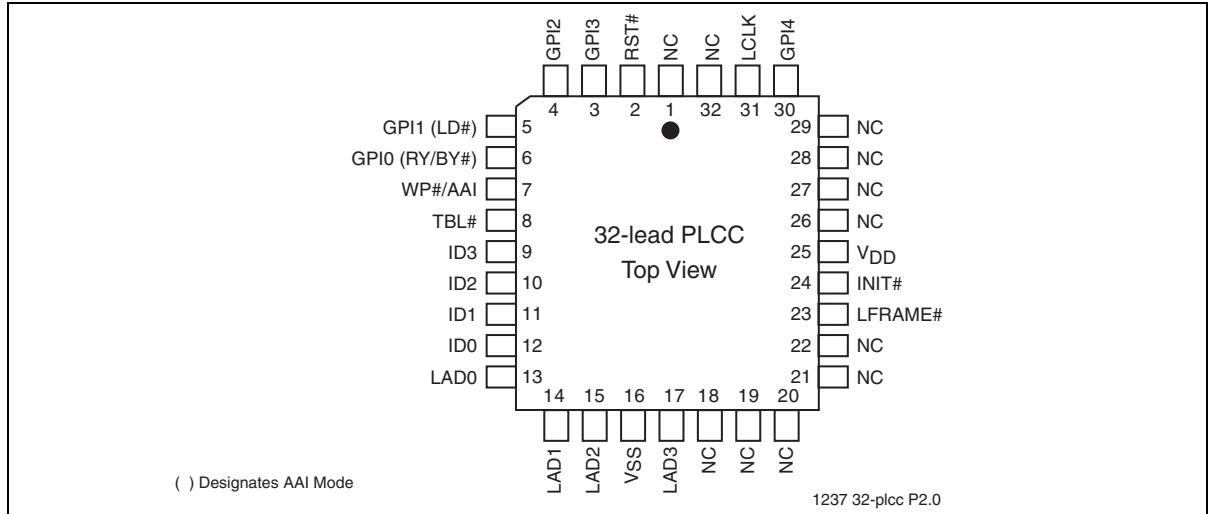 GPI2 GPI3 RST# NC NC LCLK GPI4
4 3 2 1 32 31 30
GPI1 (LD#) 5 29 NC
GPI0 (RY/BY#) 6 28 NC
WP#/AAI 7 27 NC
TBL# 8 26 NC
ID3 9 25 VDD
ID2 10 24 INIT#
ID1 11 23 LFRAME#
ID0 12 22 NC
LAD0 13 21 NC
32-lead PLCC
Top View
14 15 16 17 18 19 20
LAD1 LAD2 VSS LAD3 NC NC NC
( ) Designates AAI Mode
1237 32-plcc P2.0